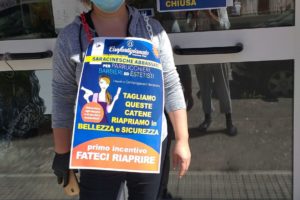 CHIUSA
Confartigianato
SARACINESCHE ABBASSATE
PER PARRUCCHIERI
BARBIERI ED ESTETISTI
TAGLIAMO
QUESTE
CATENE
RIAPRIAMO in
BELLEZZA e SICUREZZA
primo incentivo
FATECI RIAPRIRE